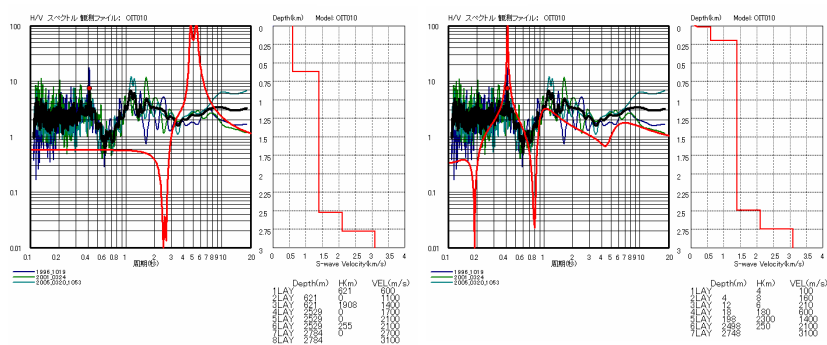 H/V スペクトル 観測ファイル: OIT010
Depth(km) Model: OIT010
100
10
1
0.1
0.01
0.1 0.2 0.4 0.6 0.8 1 2 3 4 5 6 7 8 9 10 20
周期(秒)
0
0.25
0.5
0.75
1
1.25
1.5
1.75
2
2.25
2.5
2.75
3
0 0.5 1 1.5 2 2.5 3 3.5 4
S-wave Velocity(km/s)
1996,1019
2001,0324
2005,0320,1053
Depth(m) H(m) VEL(m/s)
1LAY 621 600
2LAY 621 0 1100
3LAY 621 1908 1400
4LAY 2529 0 1700
5LAY 2529 0 2100
6LAY 2529 255 2100
7LAY 2784 0 2700
8LAY 2784 3100
H/V スペクトル 観測ファイル: OIT010
Depth(km) Model: OIT010
100
10
1
0.1
0.01
0.1 0.2 0.4 0.6 0.8 1 2 3 4 5 6 7 8 9 10 20
周期(秒)
0
0.25
0.5
0.75
1
1.25
1.5
1.75
2
2.25
2.5
2.75
3
0 0.5 1 1.5 2 2.5 3 3.5 4
S-wave Velocity(km/s)
1996,1019
2001,0324
2005,0320,1053
Depth(m) H(m) VEL(m/s)
1LAY 4 100
2LAY 4 8 160
3LAY 12 6 210
4LAY 18 180 600
5LAY 198 2300 1400
6LAY 2498 250 2100
7LAY 2748 3100